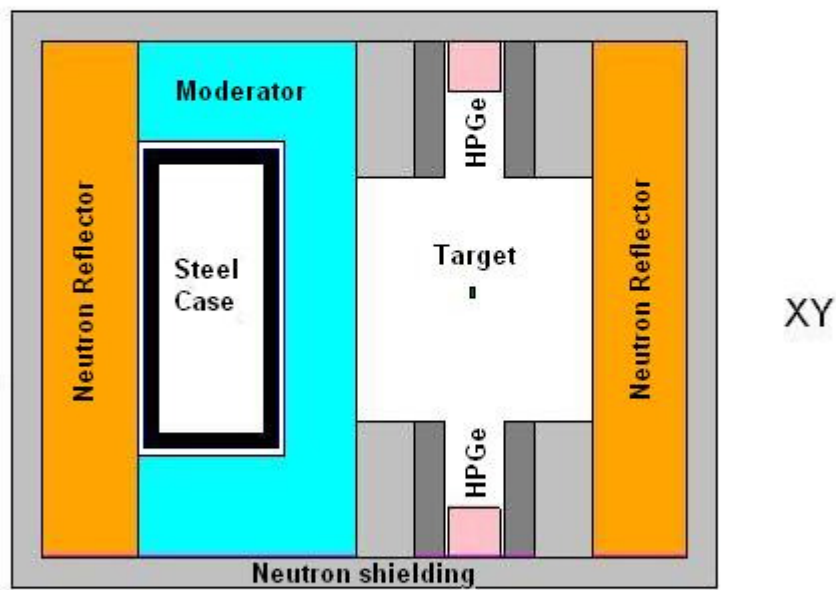 Moderator
HPGe
Neutron Reflector
Steel
Case
Target
Neutron Reflector
XY
HPGe
Neutron shielding